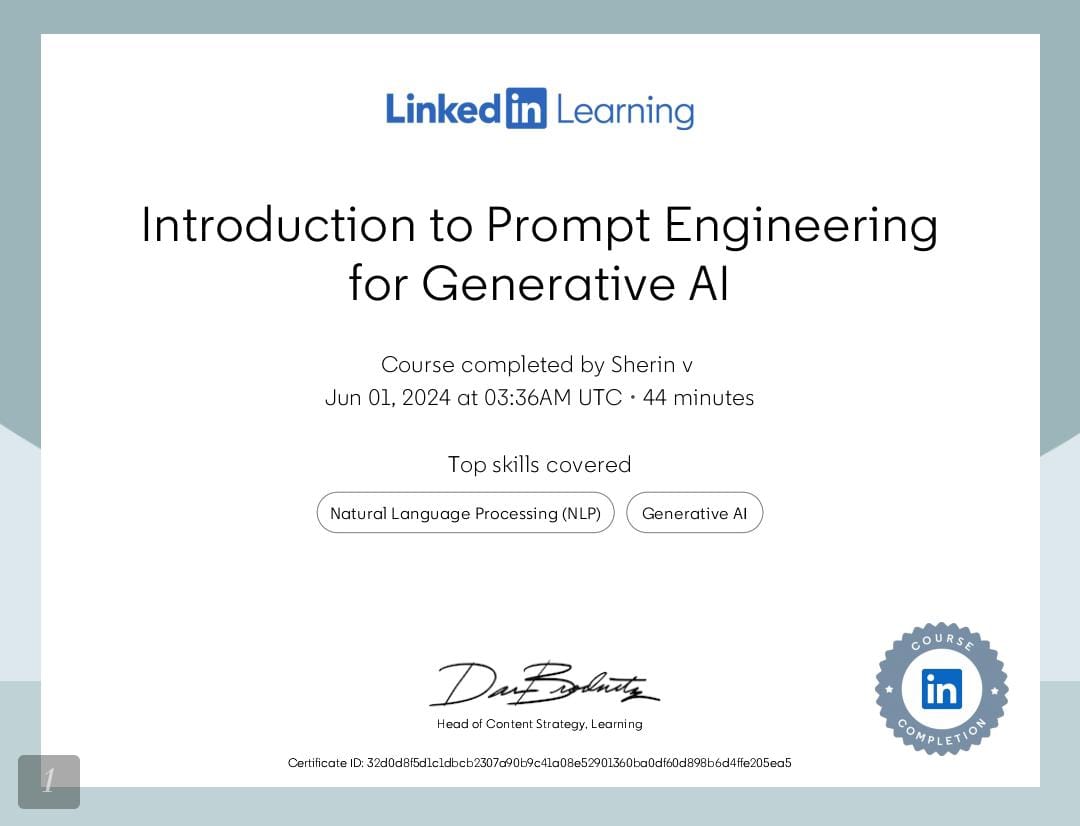 Linked in Learning
Introduction to Prompt Engineering
for Generative AI
Course completed by Sherin v
Jun 01, 2024 at 03:36AM UTC • 44 minutes
Top skills covered
Natural Language Processing (NLP) Generative AI
Dan Brodnitz
Head of Content Strategy, Learning
COURSE
in
COMPLETION
Certificate ID: 32d0d8f5d1c1dbcb2307a90b9c41a08e52901360ba0df60d898b6d4ffe205ea5
1